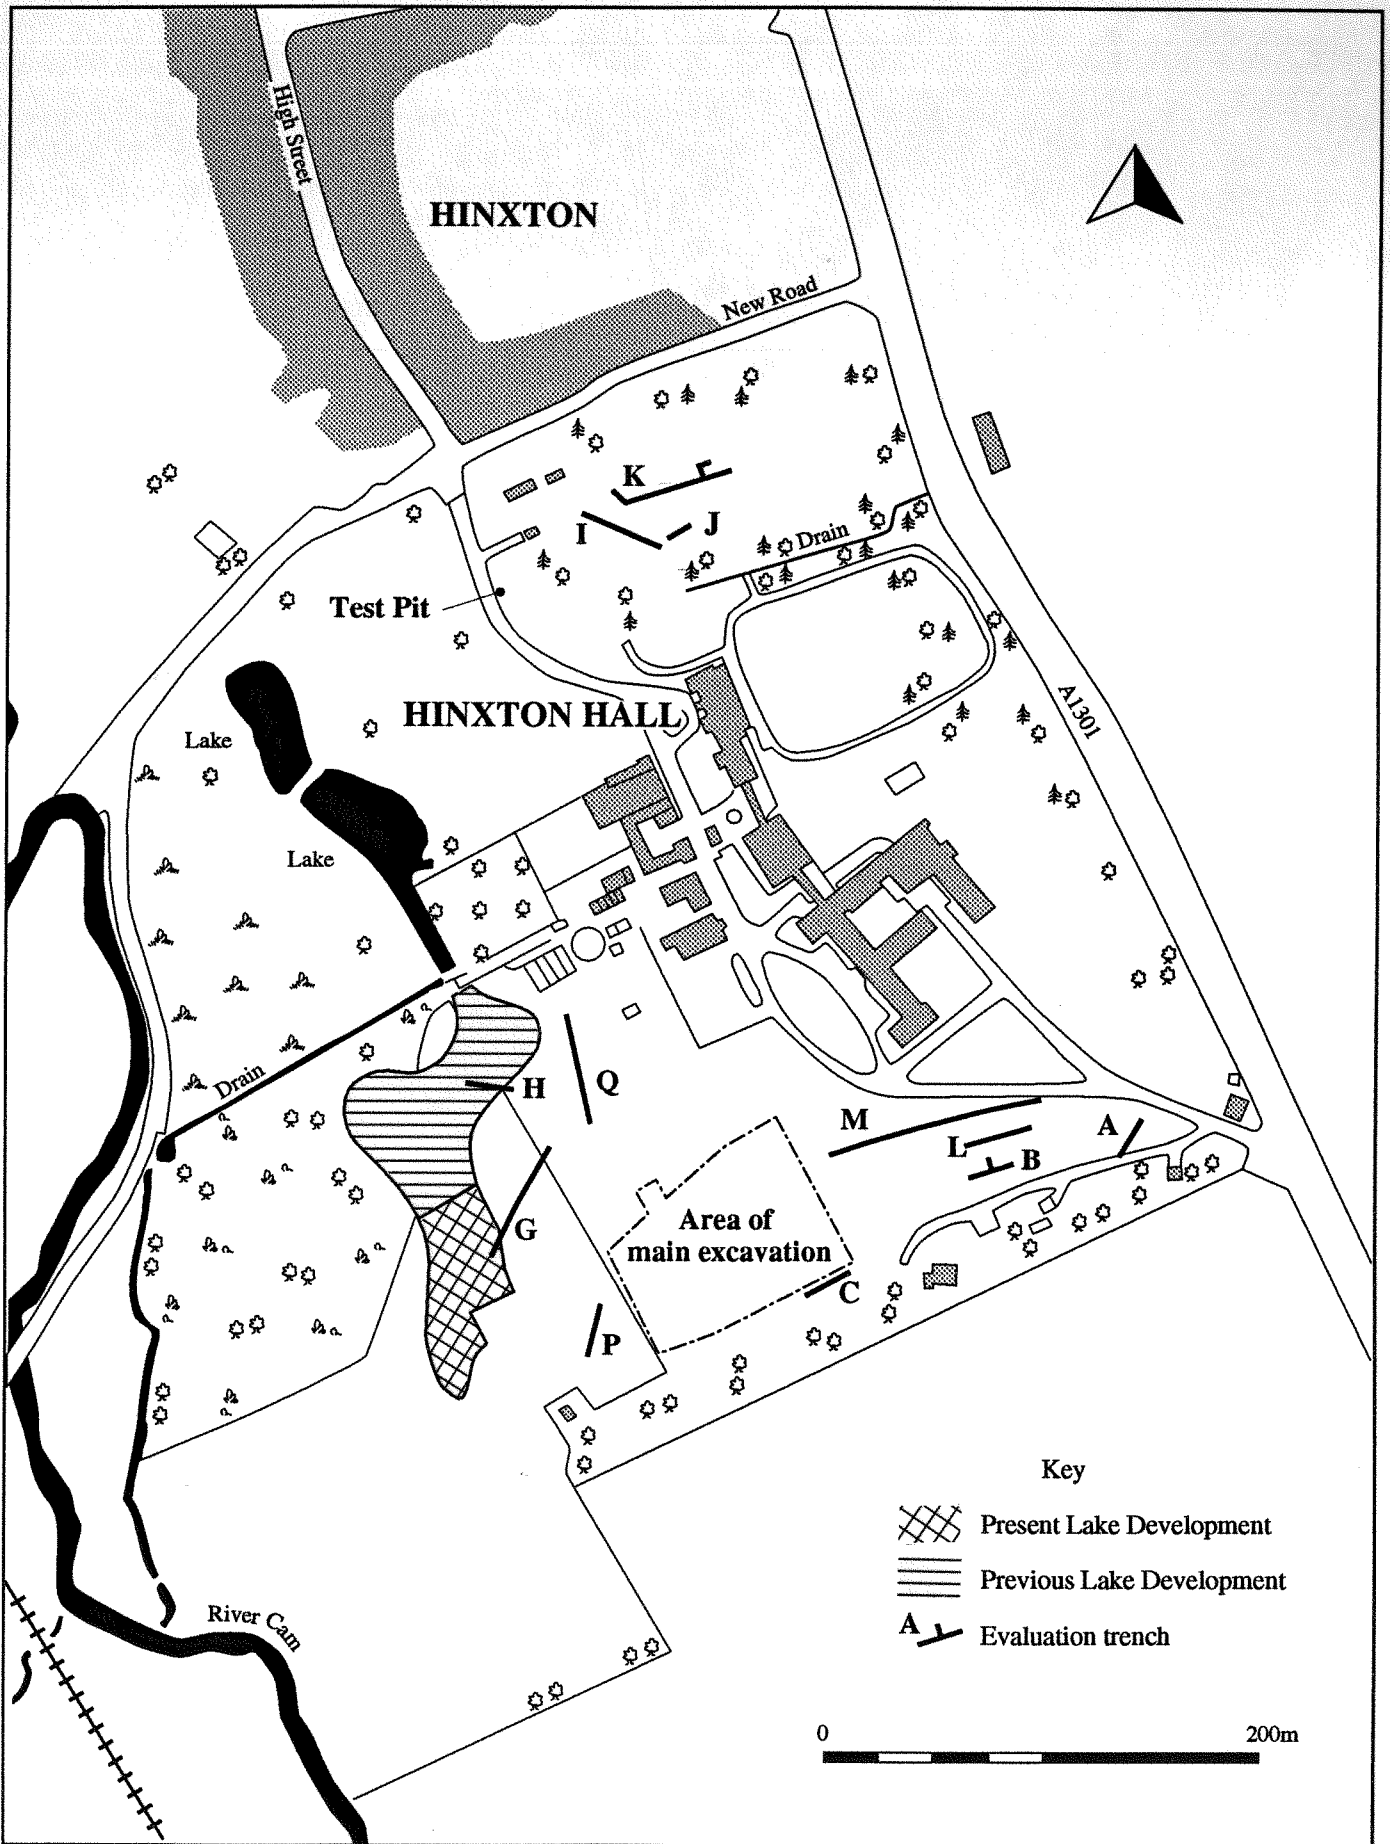 High Street
HINXTON
New Road
K
I
J
Drain
Test Pit
A1301
HINXTON HALL
Lake
Lake
Drain
H
Q
M
A
L
B
G
Area of
main excavation
C
P
Key
Present Lake Development
Previous Lake Development
A Evaluation trench
River Cam
0 200m